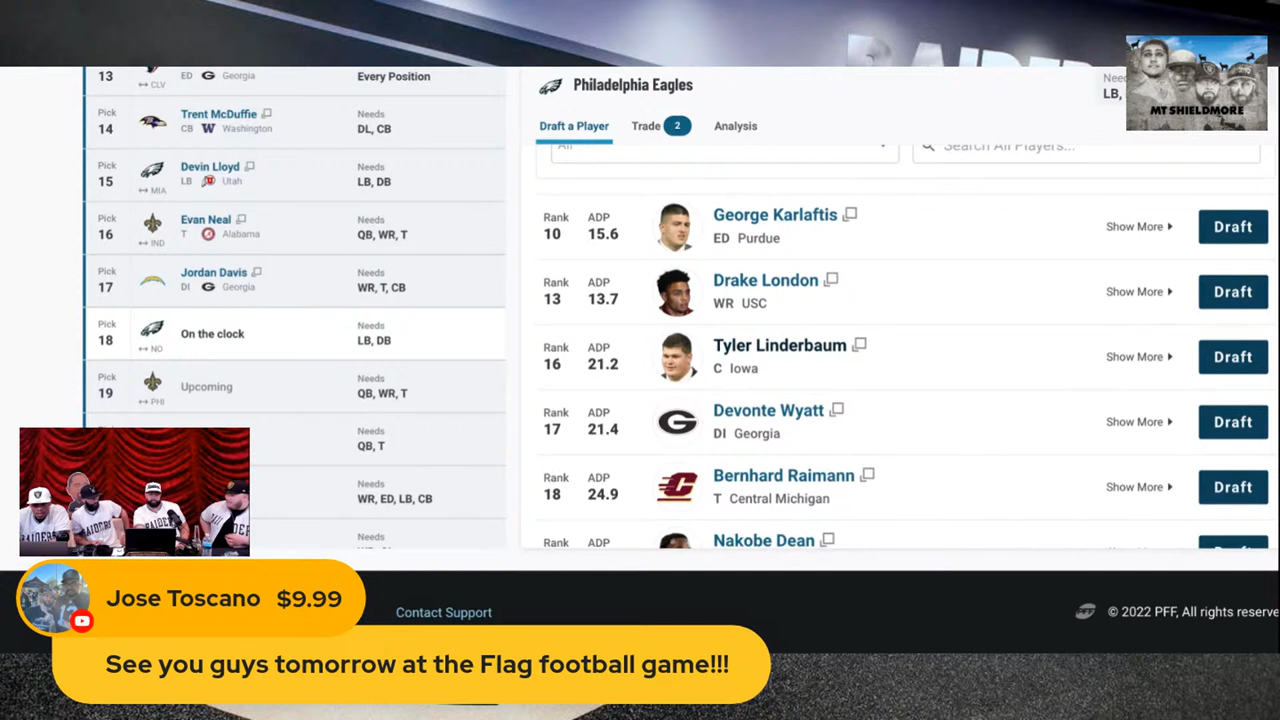 13
↔ CLV
ED Georgia
Every Position
Pick
14
Trent McDuffie
CB W Washington
Needs
DL, CB
Pick
15
↔ MIA
Devin Lloyd
LB Utah
Needs
LB, DB
Pick
16
↔ IND
Evan Neal
T Alabama
Needs
QB, WR, T
Pick
17
Jordan Davis
DI G Georgia
Needs
WR, T, CB
Pick
18
↔ NO
On the clock
Needs
LB, DB
Pick
19
↔ PHI
Upcoming
Needs
QB, WR, T
Needs
QB, T
Needs
WR, ED, LB, CB
Needs
Philadelphia Eagles
LB,
Draft a Player
Trade 2
Analysis
All
Search All Players...
Rank
10
ADP
15.6
George Karlaftis
ED Purdue
Show More
Draft
Rank
13
ADP
13.7
Drake London
WR USC
Show More
Draft
Rank
16
ADP
21.2
Tyler Linderbaum
C Iowa
Show More
Draft
Rank
17
ADP
21.4
Devonte Wyatt
DI Georgia
Show More
Draft
Rank
18
ADP
24.9
Bernhard Raimann
T Central Michigan
Show More
Draft
Rank
ADP
Nakobe Dean
MT SHIELDMORE
RAIDERS
RAIDERS
Jose Toscano $9.99
See you guys tomorrow at the Flag football game!!!
Contact Support
PFF
© 2022 PFF, All rights reserve